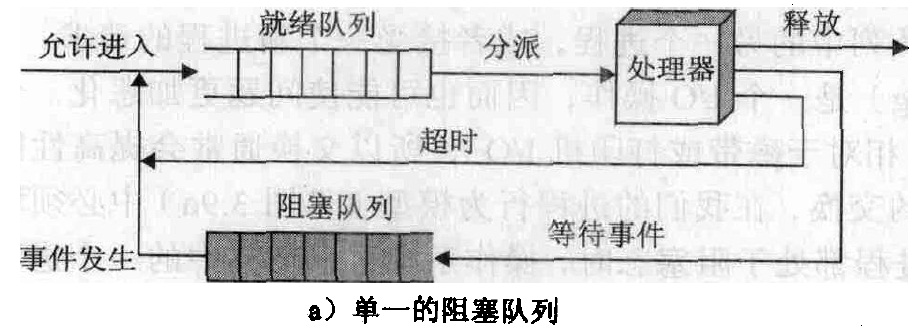 允许进入
就绪队列
分派
处理器
释放
超时
阻塞队列
等待事件
事件发生
a）单一的阻塞队列